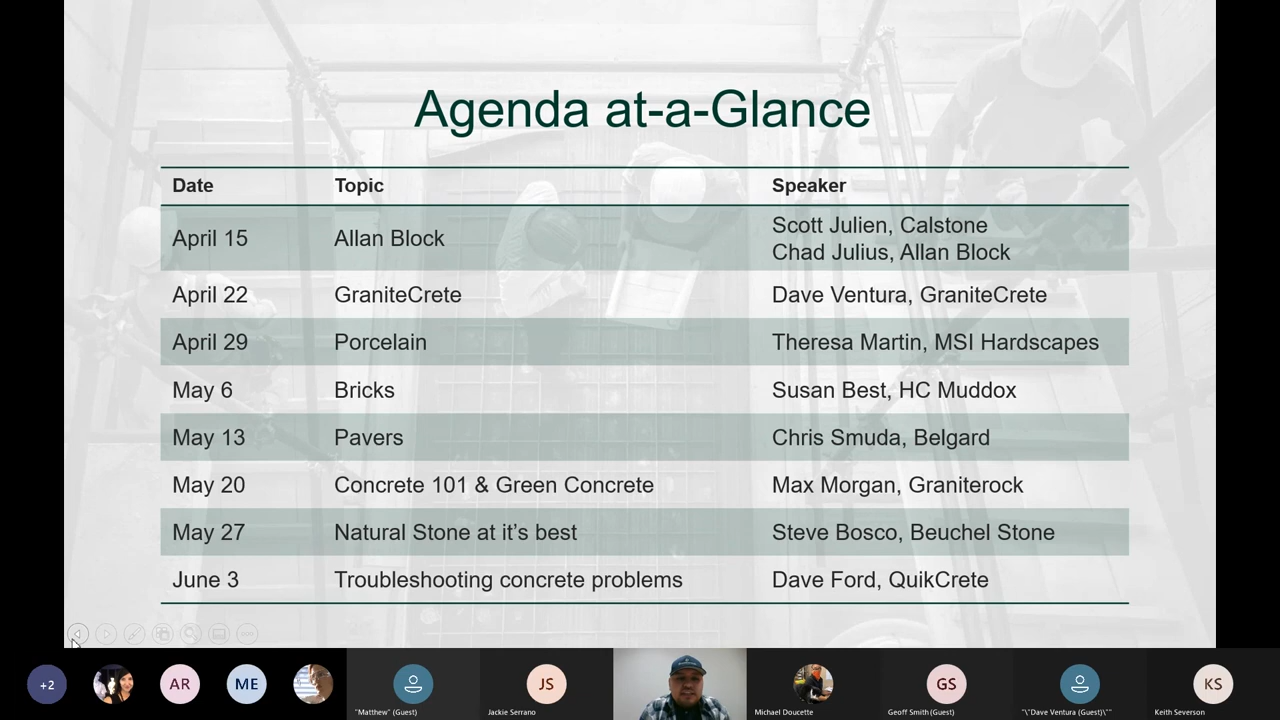 Agenda at-a-Glance
Date Topic Speaker
April 15 Allan Block Scott Julien, Calstone
Chad Julius, Allan Block
April 22 GraniteCrete Dave Ventura, GraniteCrete
April 29 Porcelain Theresa Martin, MSI Hardscapes
May 6 Bricks Susan Best, HC Muddox
May 13 Pavers Chris Smuda, Belgard
May 20 Concrete 101 & Green Concrete Max Morgan, Graniterock
May 27 Natural Stone at it’s best Steve Bosco, Beuchel Stone
June 3 Troubleshooting concrete problems Dave Ford, QuikCrete
+2 AR ME JS GS KS
"Matthew" (Guest) Jackie Serrano Michael Doucette Geoff Smith (Guest) "\"Dave Ventura (Guest)\"" Keith Severson